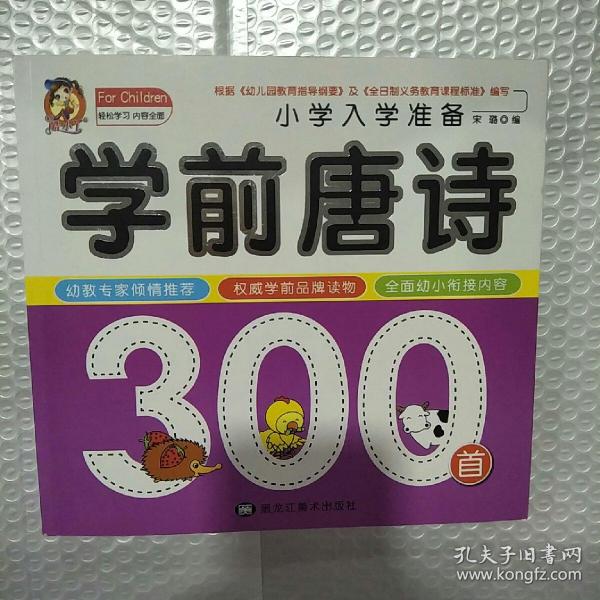 For Children
轻松学习 内容全面
根据《幼儿园教育指导纲要》及《全日制义务教育课程标准》编写
小学入学准备
宋璐◎编
学前唐诗
幼教专家倾情推荐
权威学前品牌读物
全面幼小衔接内容
300
首
黑龙江美术出版社
孔夫子旧书网
www.kongfz.com